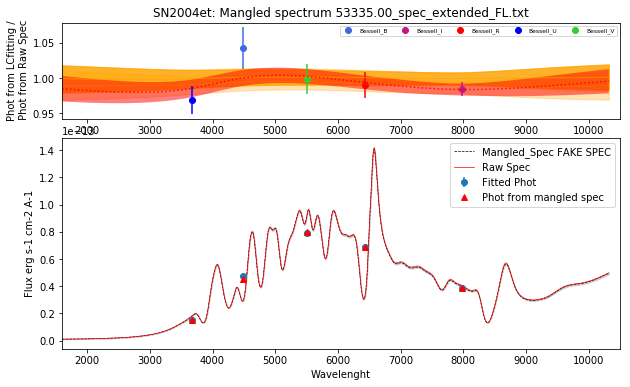 SN2004et: Mangled spectrum 53335.00_spec_extended_FL.txt
Phot from LCfitting /
Phot from Raw Spec
1.05
1.00
0.95
Bessell_B
Bessell_I
Bessell_R
Bessell_U
Bessell_V
2000 3000 4000 5000 6000 7000 8000 9000 10000
Flux erg s-1 cm-2 A-1
1.4
1.2
1.0
0.8
0.6
0.4
0.2
0.0
Mangled_Spec FAKE SPEC
Raw Spec
Fitted Phot
Phot from mangled spec
2000 3000 4000 5000 6000 7000 8000 9000 10000
Wavelenght